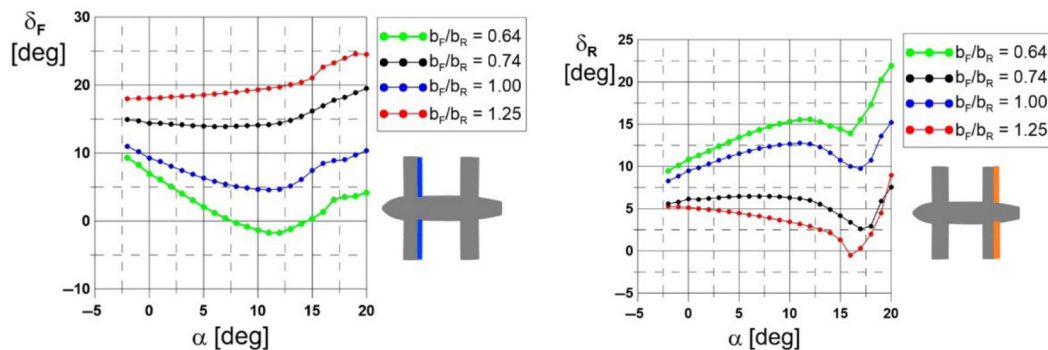 δF
[deg]
30
20
10
0
−10
−5
0
5
10
15
20
α [deg]
bF/bR = 0.64
bF/bR = 0.74
bF/bR = 1.00
bF/bR = 1.25
δR
[deg]
25
20
15
10
5
0
−5
−5
0
5
10
15
20
α [deg]
bF/bR = 0.64
bF/bR = 0.74
bF/bR = 1.00
bF/bR = 1.25